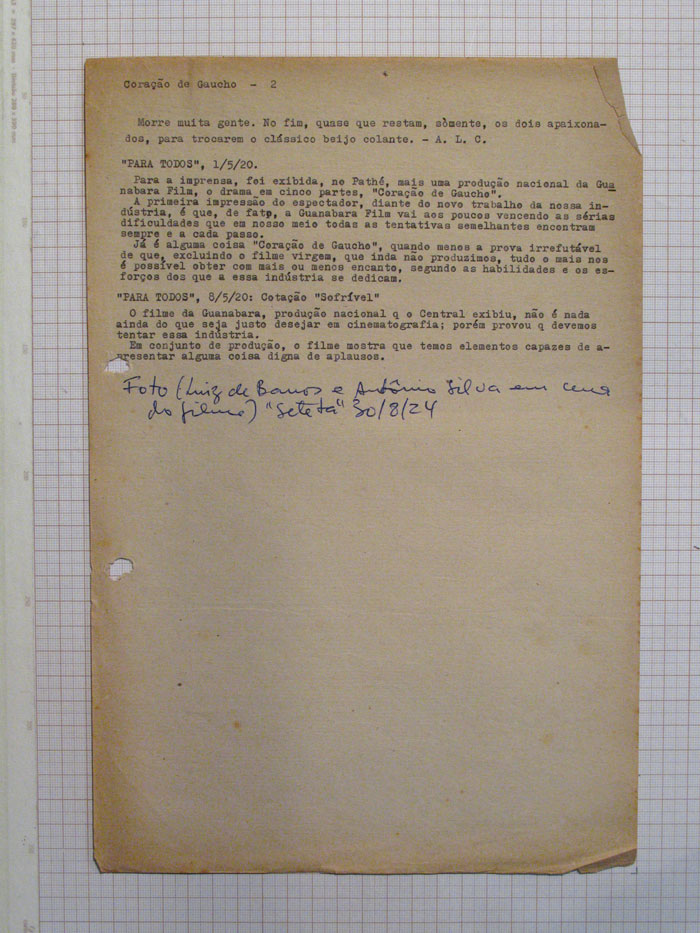 Coração de Gaucho - 2
Morre muita gente. No fim, quase que restam, sòmente, os dois apaixona-
dos, para trocarem o clássico beijo colante. - A. L. C.
"PARA TODOS", 1/5/20.
Para a imprensa, foi exibida, no Pathé, mais uma produção nacional da Gua
nabara Film, o drama em cinco partes, "Coração de Gaucho".
A primeira impressão do espectador, diante do novo trabalho da nossa in-
dústria, é que, de fato, a Guanabara Film vai aos poucos vencendo as sérias
dificuldades que em nosso meio todas as tentativas semelhantes encontram
sempre e a cada passo.
Já é alguma coisa "Coração de Gaucho", quando menos a prova irrefutável
de que, excluindo o filme virgem, que inda não produzimos, tudo o mais nos
é possível obter com mais ou menos encanto, segundo as habilidades e os es-
forços dos que a essa indústria se dedicam.
"PARA TODOS", 8/5/20: Cotação "Sofrível"
O filme da Guanabara, produção nacional q o Central exibiu, não é nada
ainda do que seja justo desejar em cinematografia; porém provou q devemos
tentar essa indústria.
Em conjunto de produção, o filme mostra que temos elementos capazes de a-
presentar alguma coisa digna de aplausos.
Foto (Luiz de Barros e Antônio Silva em cena
do filme) 30/8/24